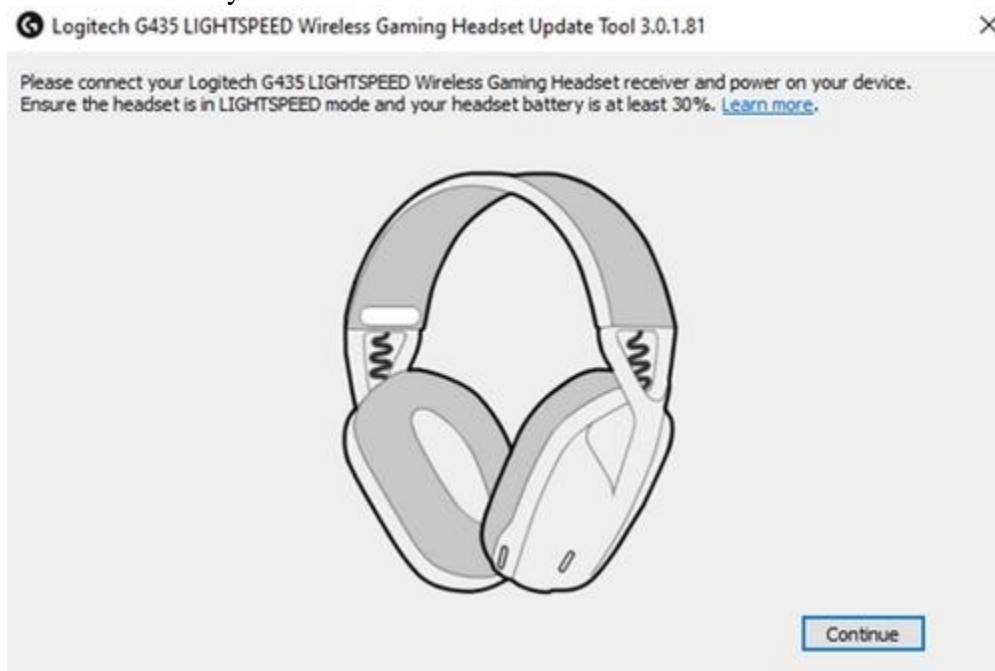 Logitech G435 LIGHTSPEED Wireless Gaming Headset Update Tool 3.0.1.81
Please connect your Logitech G435 LIGHTSPEED Wireless Gaming Headset receiver and power on your device.
Ensure the headset is in LIGHTSPEED mode and your headset battery is at least 30%. Learn more.
Continue